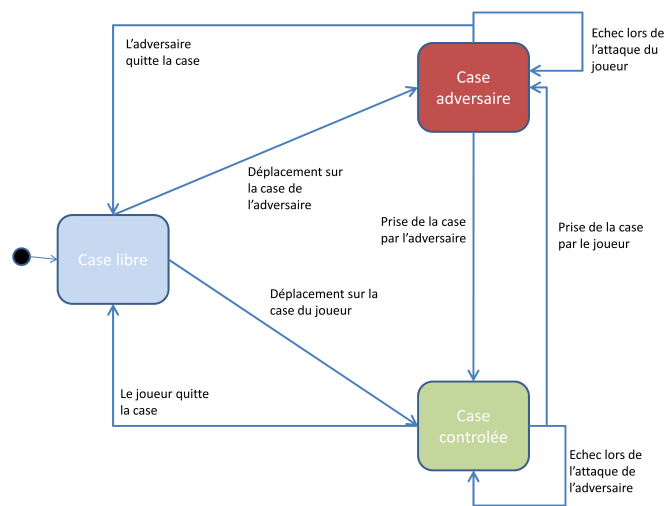 L’adversaire
quitte la case
Echec lors de
l’attaque du
joueur
Case
adversaire
Déplacement sur
la case de
l’adversaire
Prise de la case
par l’adversaire
Prise de la case
par le joueur
Case libre
Déplacement sur la
case du joueur
Le joueur quitte
la case
Case
controlée
Echec lors de
l’attaque de
l’adversaire